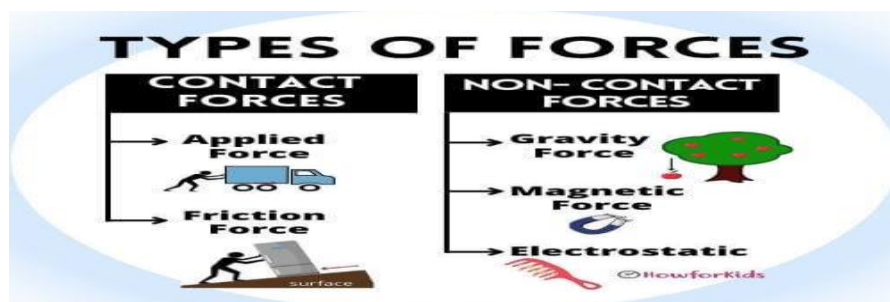 TYPES OF FORCES
CONTACT
FORCES
Applied
Force
Friction
Force
surface
NON- CONTACT
FORCES
Gravity
Force
Magnetic
Force
Electrostatic
HowforKids